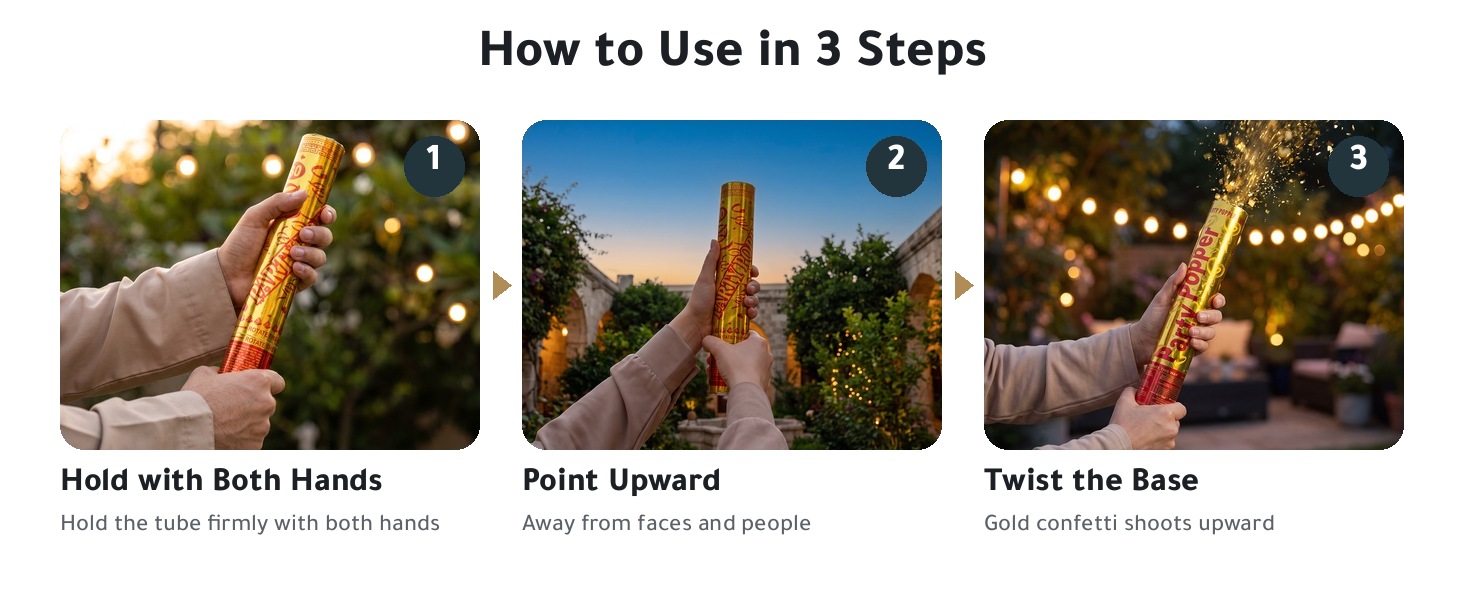 How to Use in 3 Steps
1
2
3
Party Popper
Hold with Both Hands
Point Upward
Twist the Base
Hold the tube firmly with both hands
Away from faces and people
Gold confetti shoots upward